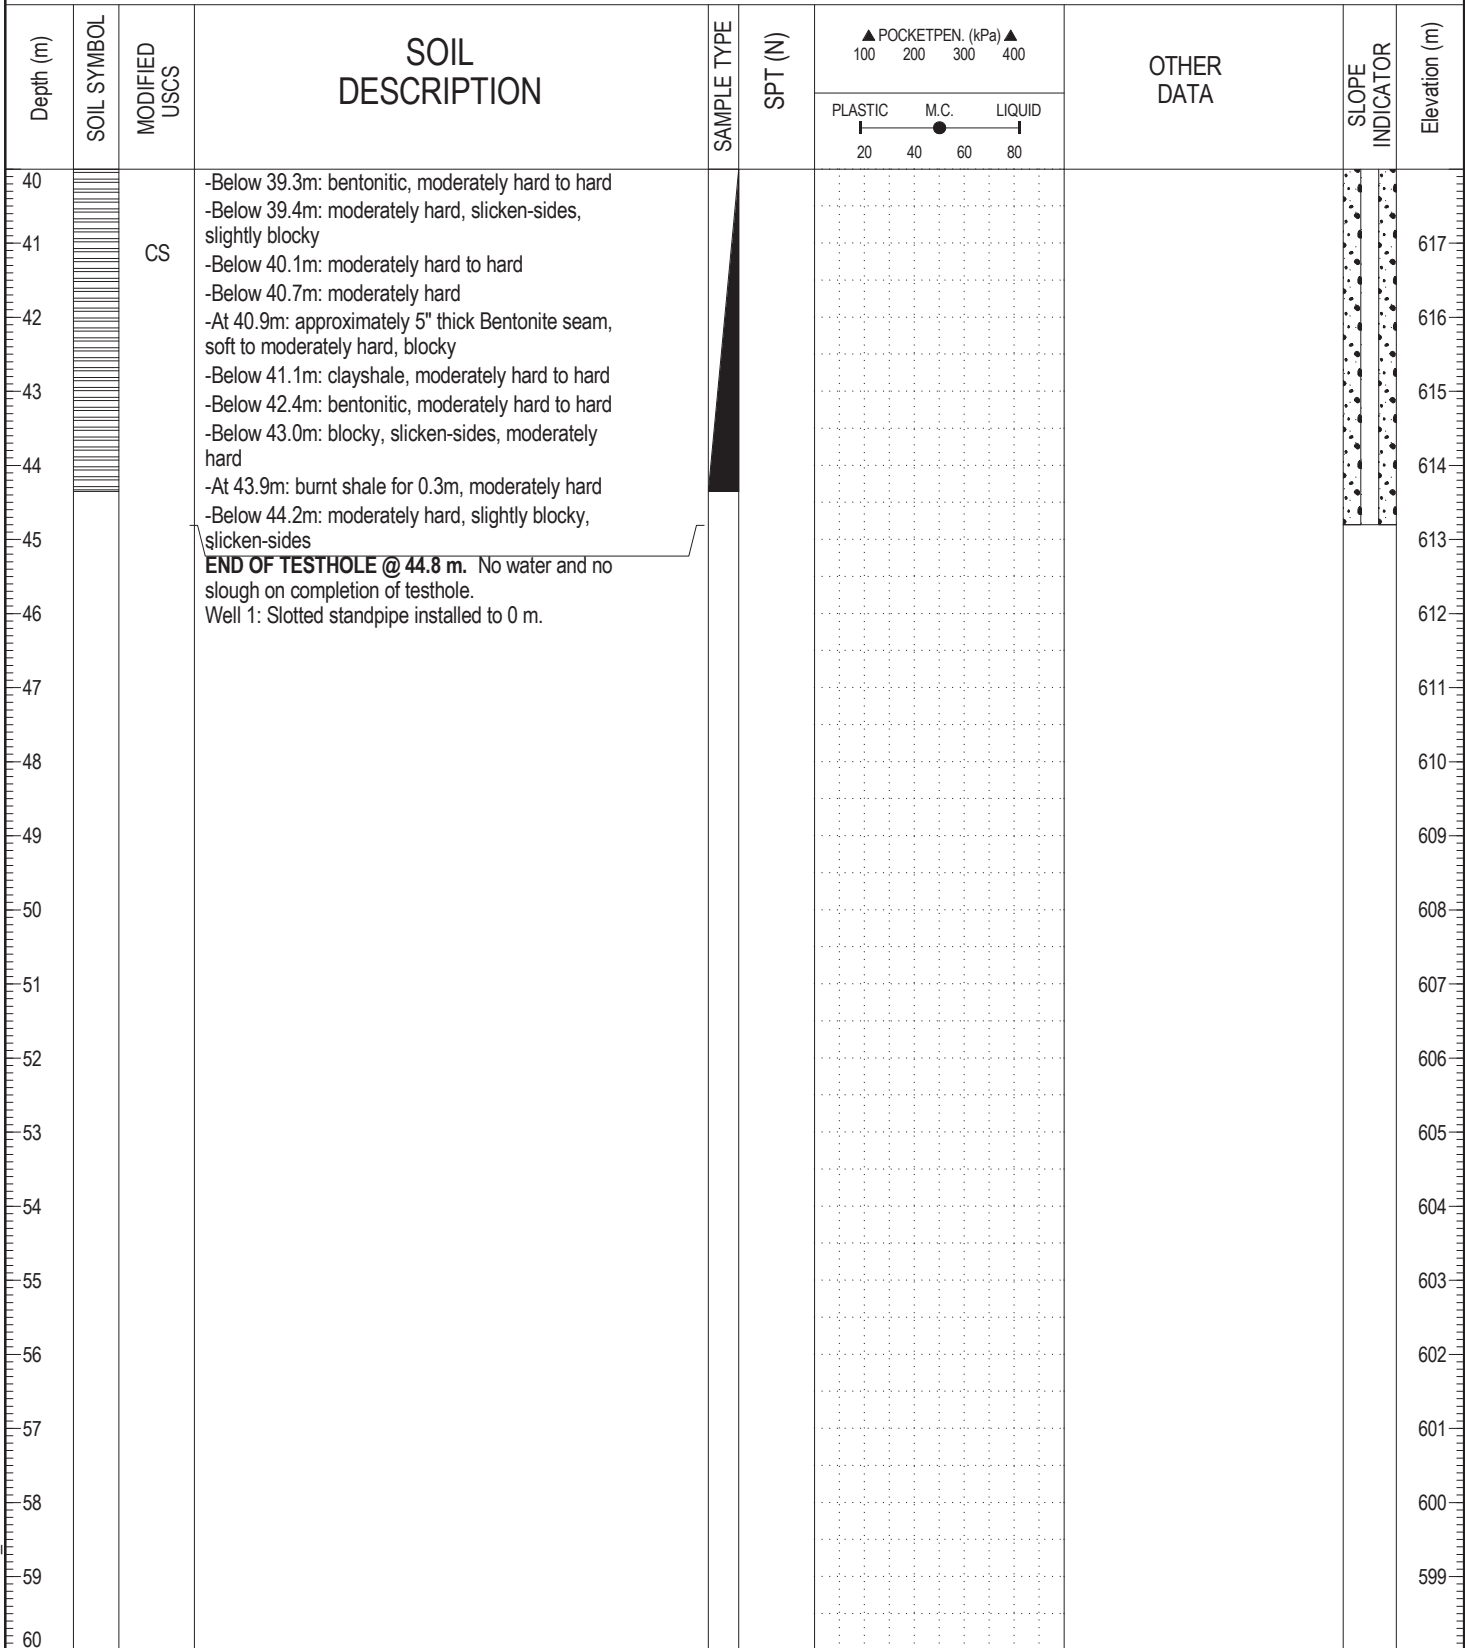 Depth (m)
SOIL SYMBOL
MODIFIED
USCS
SOIL
DESCRIPTION
SAMPLE TYPE
SPT (N)
▲ POCKETPEN. (kPa) ▲
100 200 300 400
PLASTIC M.C. LIQUID
20 40 60 80
OTHER
DATA
SLOPE
INDICATOR
Elevation (m)
40
41
42
43
44
45
46
47
48
49
50
51
52
53
54
55
56
57
58
59
60
CS
-Below 39.3m: bentonitic, moderately hard to hard
-Below 39.4m: moderately hard, slicken-sides,
slightly blocky
-Below 40.1m: moderately hard to hard
-Below 40.7m: moderately hard
-At 40.9m: approximately 5" thick Bentonite seam,
soft to moderately hard, blocky
-Below 41.1m: clayshale, moderately hard to hard
-Below 42.4m: bentonitic, moderately hard to hard
-Below 43.0m: blocky, slicken-sides, moderately
hard
-At 43.9m: burnt shale for 0.3m, moderately hard
-Below 44.2m: moderately hard, slightly blocky,
slicken-sides
END OF TESTHOLE @ 44.8 m. No water and no
slough on completion of testhole.
Well 1: Slotted standpipe installed to 0 m.
617
616
615
614
613
612
611
610
609
608
607
606
605
604
603
602
601
600
599